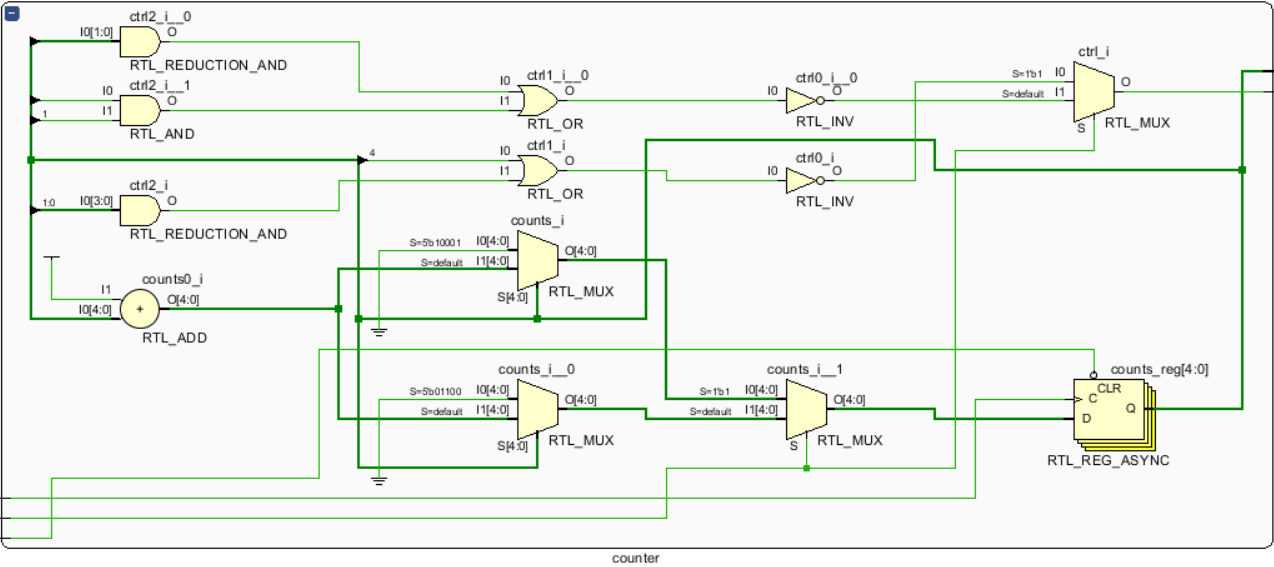 ctrl2_i__0
I0[1:0]
O
RTL_REDUCTION_AND
ctrl2_i__1
I0
I1
1
O
RTL_AND
ctrl1_i__0
I0
I1
O
RTL_OR
ctrl0_i__0
I0
O
RTL_INV
ctrl_i
S=1'b1
I0
S=default
I1
O
S
RTL_MUX
4
ctrl1_i
I0
I1
O
RTL_OR
ctrl0_i
I0
O
RTL_INV
ctrl2_i
1:0
I0[3:0]
O
RTL_REDUCTION_AND
counts_i
S=5'b10001
I0[4:0]
S=default
I1[4:0]
O[4:0]
S[4:0]
RTL_MUX
counts0_i
I1
I0[4:0]
+
O[4:0]
RTL_ADD
counts_i__0
S=5'b01100
I0[4:0]
S=default
I1[4:0]
O[4:0]
S[4:0]
RTL_MUX
counts_i__1
S=1'b1
I0[4:0]
S=default
I1[4:0]
O[4:0]
S
RTL_MUX
counts_reg[4:0]
CLR
C
D
Q
RTL_REG_ASYNC
counter